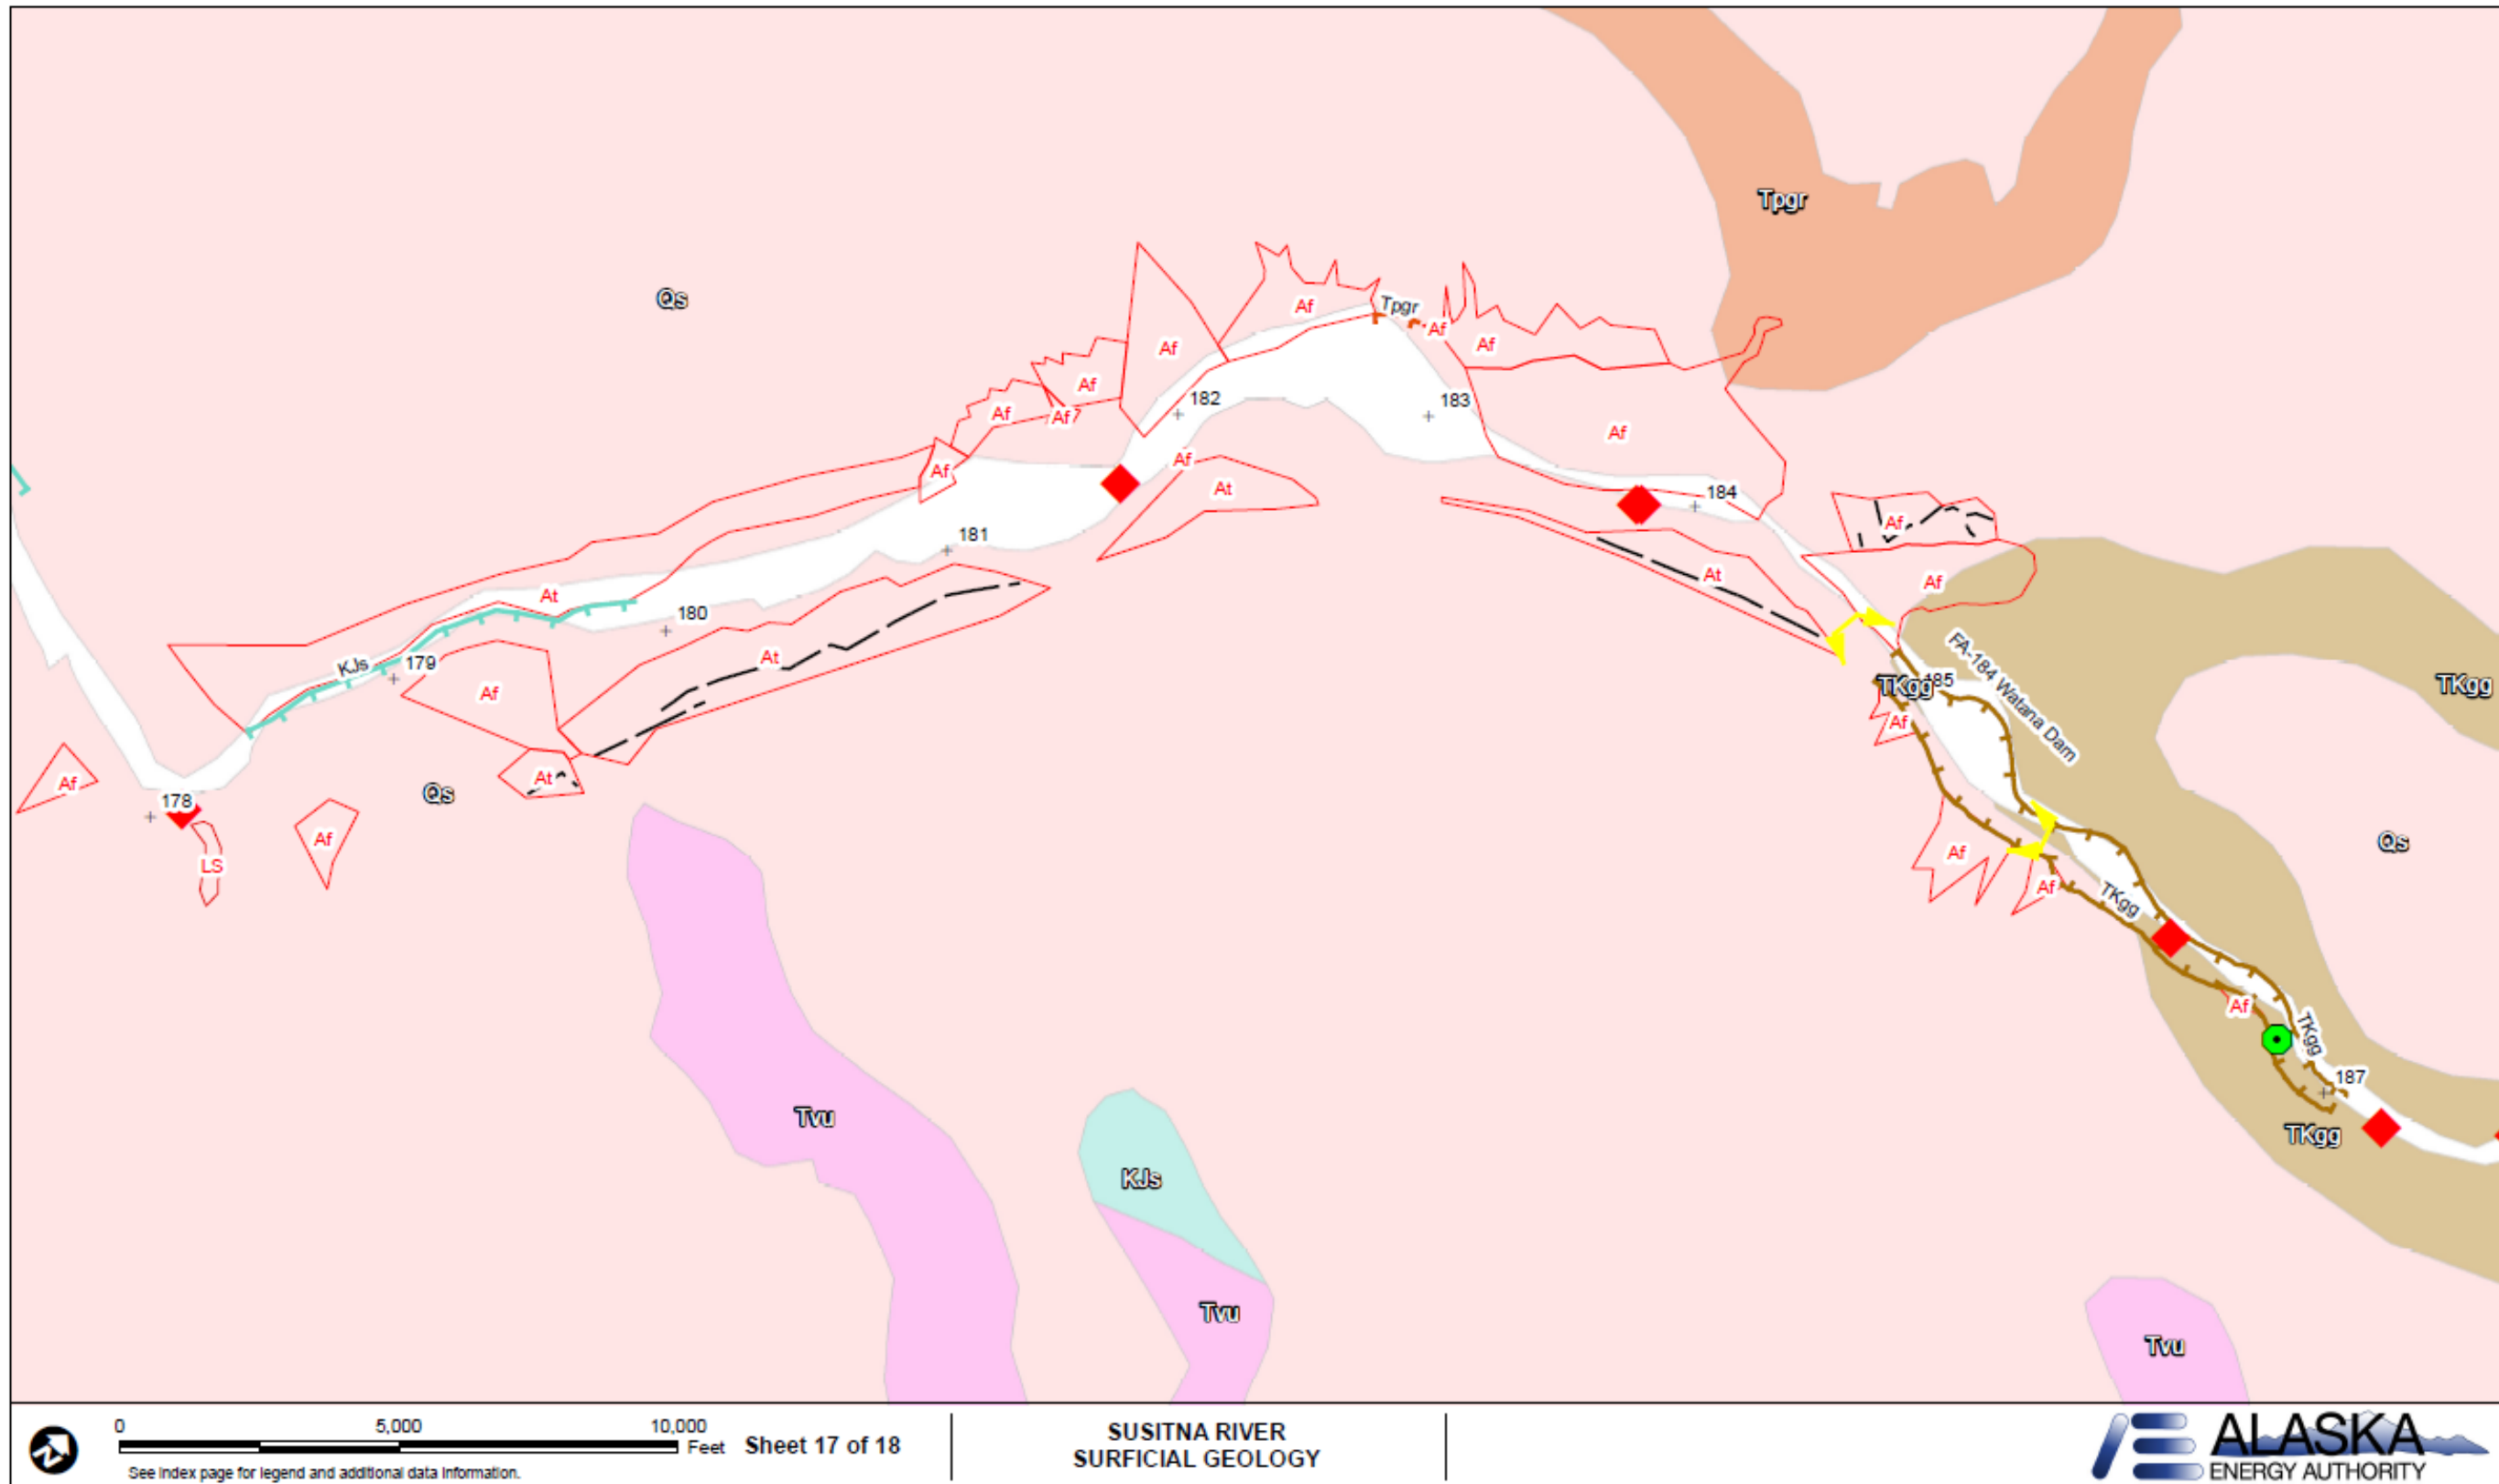 Tpgr
Qs
Af
Tpgr
Af
Af
Af
182
183
Af
Af
Af
Af
Af
Af
At
184
Af
181
At
Af
At
180
KJs
179
At
FA-184 Watana Dam
TKgg
185
TKgg
Af
Af
Af
At
Qs
178
Af
LS
Af
Qs
Af
TKgg
Af
TKgg
187
TKgg
Tvu
KJs
Tvu
Tvu
0 5,000 10,000
Feet Sheet 17 of 18
See Index page for legend and additional data information.
SUSITNA RIVER
SURFICIAL GEOLOGY
ALASKA
ENERGY AUTHORITY